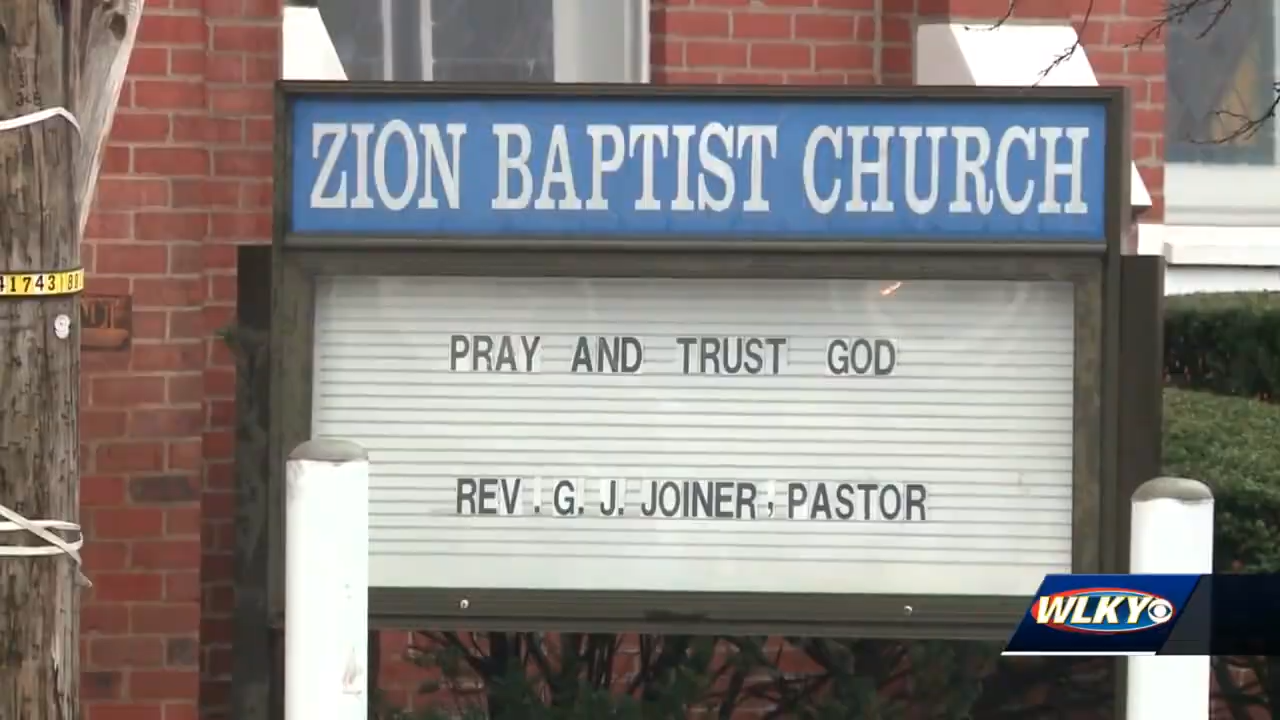 ZION BAPTIST CHURCH
PRAY AND TRUST GOD
REV. G. J. JOINER, PASTOR
41743
WLKY